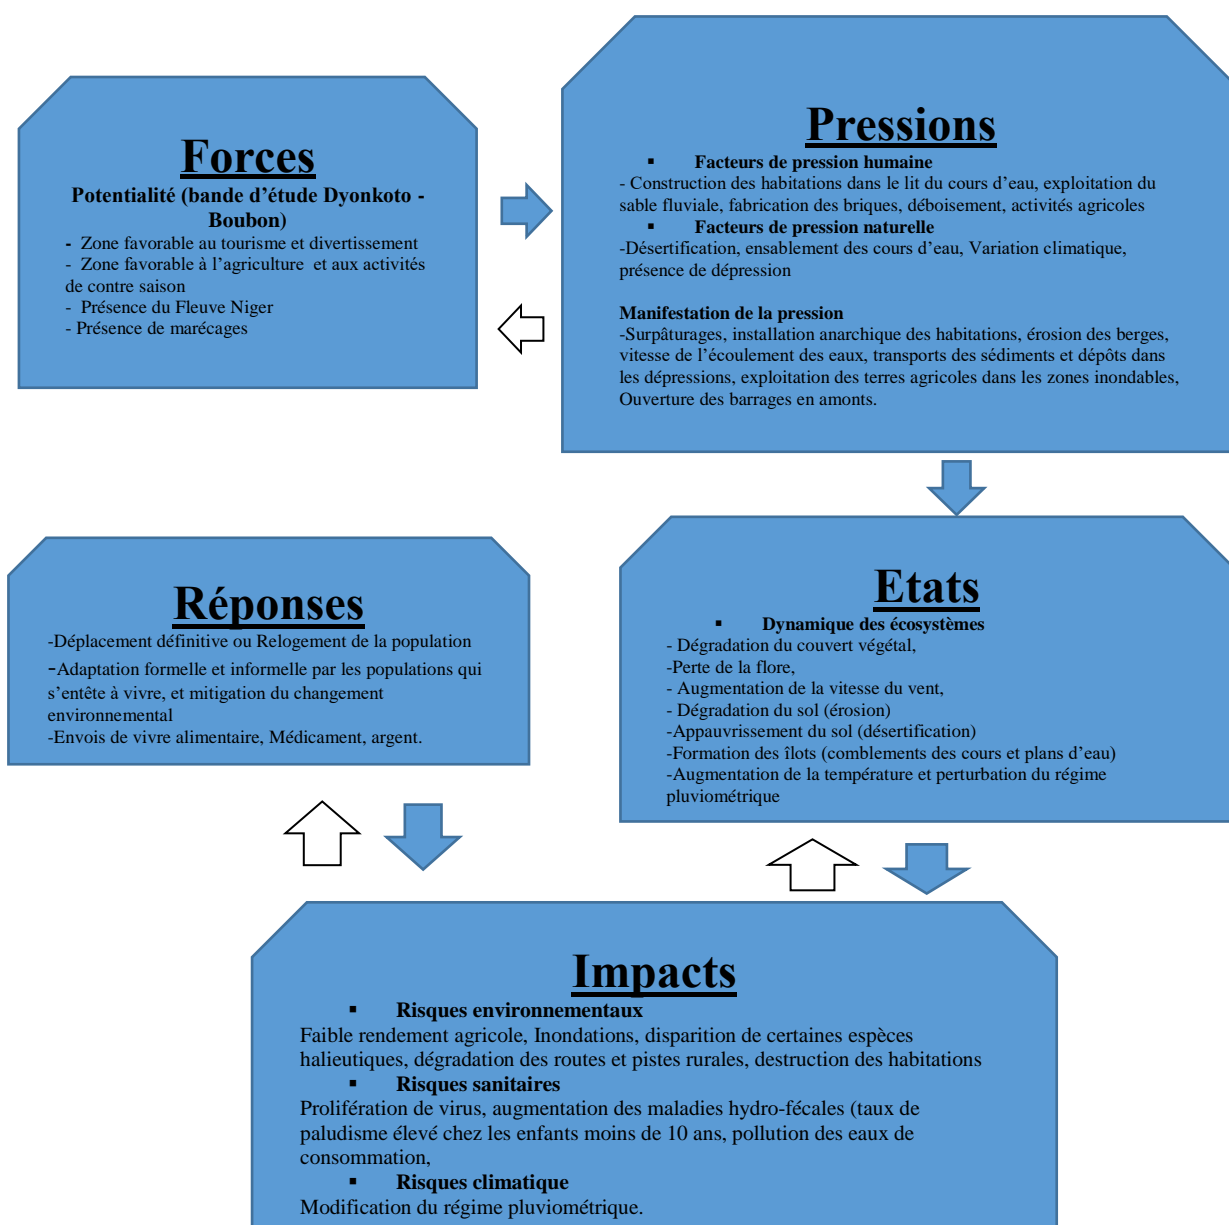 Forces
Potentialité (bande d'étude Dyonkoto -
Boubon)
- Zone favorable au tourisme et divertissement
- Zone favorable à l'agriculture et aux activités
de contre saison
- Présence du Fleuve Niger
- Présence de marécages
Pressions
▪ Facteurs de pression humaine
- Construction des habitations dans le lit du cours d'eau, exploitation du
sable fluviale, fabrication des briques, déboisement, activités agricoles
▪ Facteurs de pression naturelle
-Désertification, ensablement des cours d'eau, Variation climatique,
présence de dépression
Manifestation de la pression
-Surpâturages, installation anarchique des habitations, érosion des berges,
vitesse de l'écoulement des eaux, transports des sédiments et dépôts dans
les dépressions, exploitation des terres agricoles dans les zones inondables,
Ouverture des barrages en amonts.
Réponses
-Déplacement définitive ou Relogement de la population
-Adaptation formelle et informelle par les populations qui
s'entête à vivre, et mitigation du changement
environnemental
-Envois de vivre alimentaire, Médicament, argent.
Etats
▪ Dynamique des écosystèmes
- Dégradation du couvert végétal,
-Perte de la flore,
- Augmentation de la vitesse du vent,
- Dégradation du sol (érosion)
-Appauvrissement du sol (désertification)
-Formation des îlots (comblements des cours et plans d'eau)
-Augmentation de la température et perturbation du régime
pluviométrique
Impacts
▪ Risques environnementaux
Faible rendement agricole, Inondations, disparition de certaines espèces
halieutiques, dégradation des routes et pistes rurales, destruction des habitations
▪ Risques sanitaires
Prolifération de virus, augmentation des maladies hydro-fécales (taux de
paludisme élevé chez les enfants moins de 10 ans, pollution des eaux de
consommation,
▪ Risques climatique
Modification du régime pluviométrique.